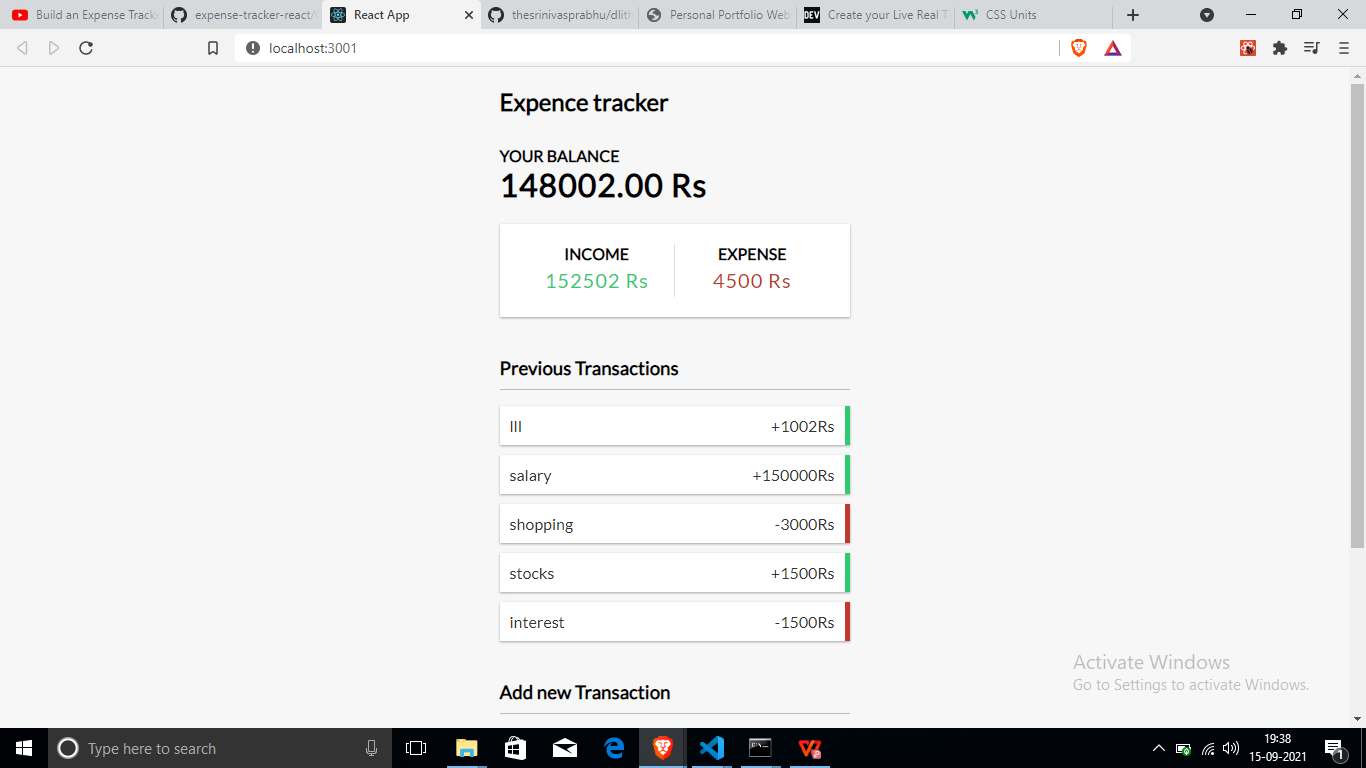 Build an Expense Track
expense-tracker-react/
React App
thesrinivasprabhu/dlith
Personal Portfolio Web
DEV
Create your Live Real T
CSS Units
localhost:3001
Expence tracker
YOUR BALANCE
148002.00 Rs
INCOME
EXPENSE
152502 Rs
4500 Rs
Previous Transactions
lll
+1002Rs
salary
+150000Rs
shopping
-3000Rs
stocks
+1500Rs
interest
-1500Rs
Add new Transaction
Activate Windows
Go to Settings to activate Windows.
Type here to search
19:38
15-09-2021
1